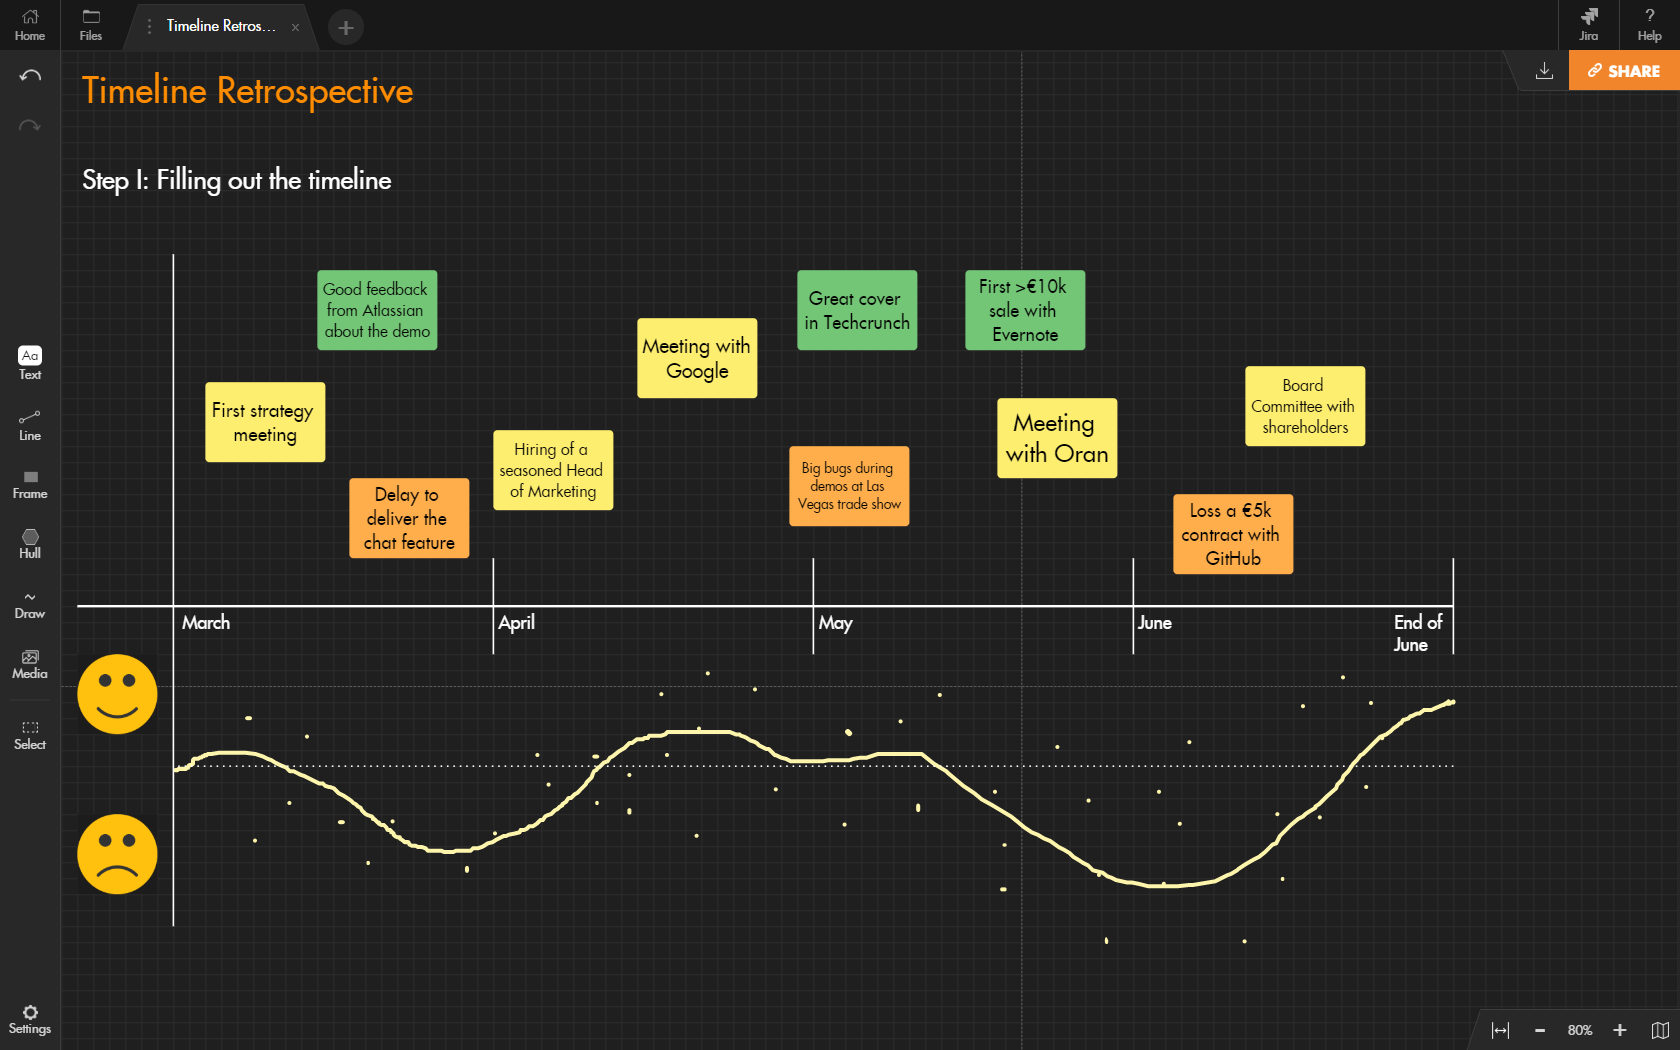 Home
Files
Timeline Retros...
Jira
?
Help
SHARE
Timeline Retrospective
Step I: Filling out the timeline
Aa
Text
Line
Frame
Hull
Draw
Media
Select
Settings
Good feedback
from Atlassian
about the demo
Great cover
in Techcrunch
First >€10k
sale with
Evernote
Meeting with
Google
First strategy
meeting
Board
Committee with
shareholders
Meeting
with Oran
Hiring of a
seasoned Head
of Marketing
Big bugs during
demos at Las
Vegas trade show
Delay to
deliver the
chat feature
Loss a €5k
contract with
GitHub
March
April
May
June
End of
June
80%